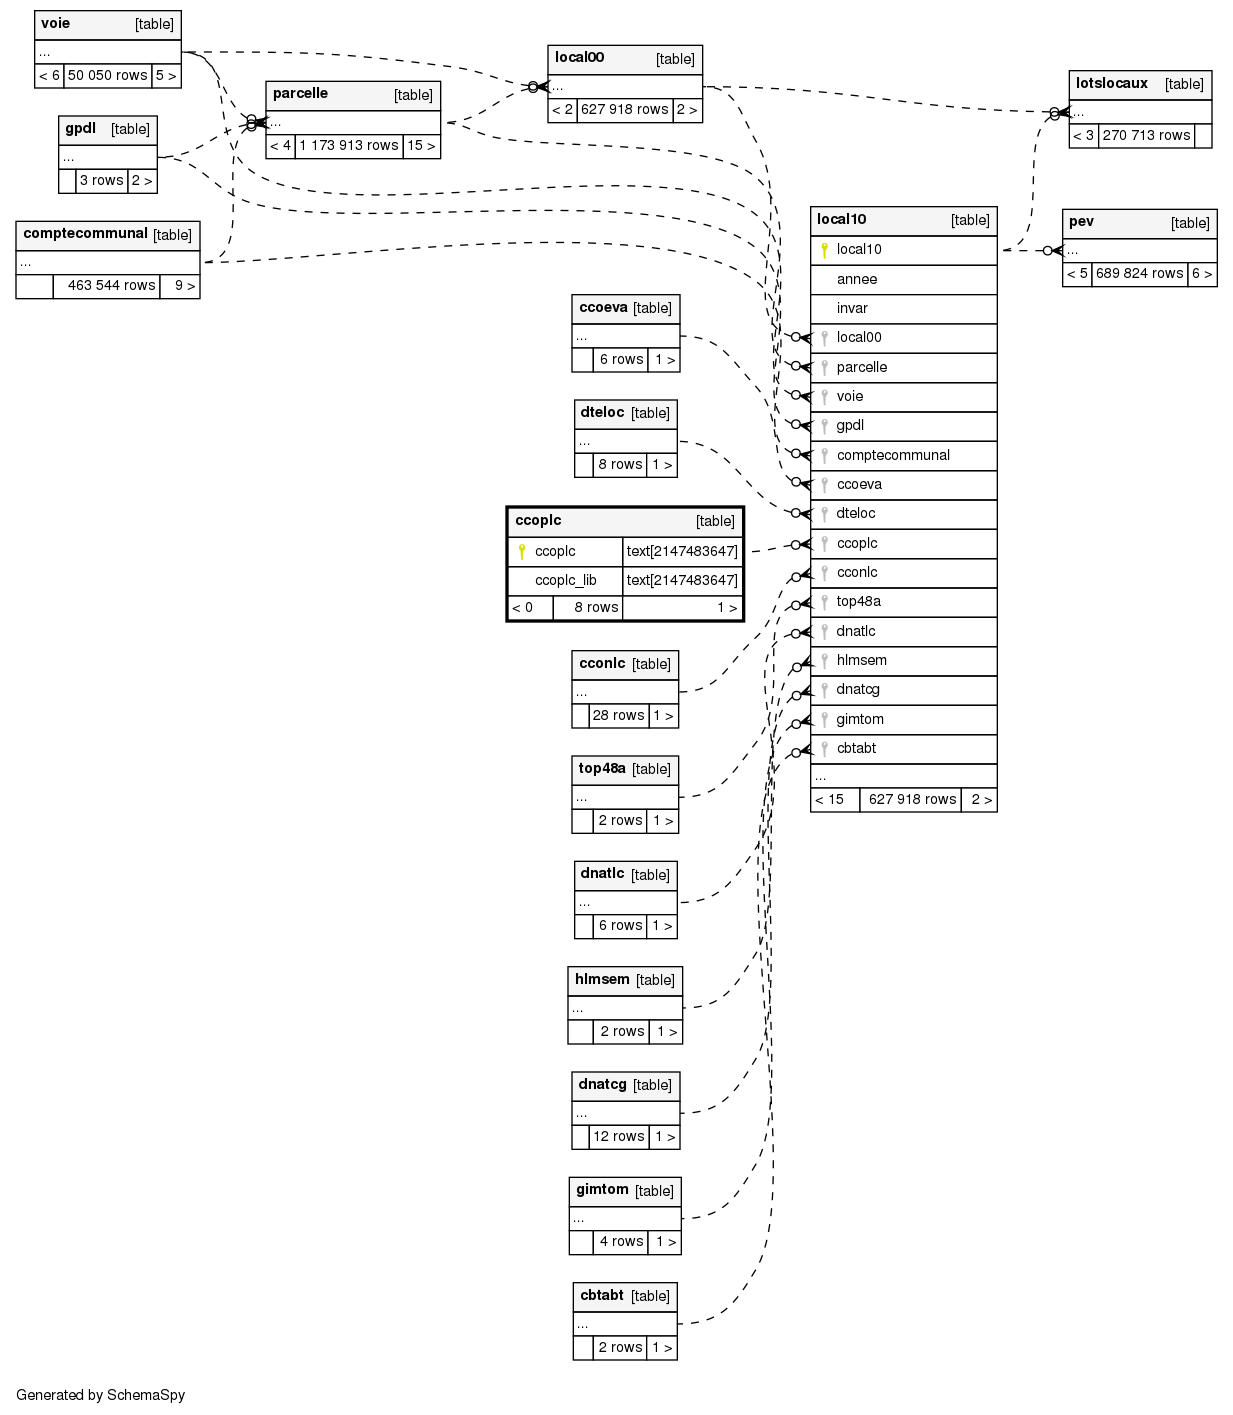 voie [table]
...
< 6 50 050 rows 5 >
gpdl [table]
...
3 rows 2 >
comptecommunal [table]
...
463 544 rows 9 >
parcelle [table]
...
< 4 1 173 913 rows 15 >
local00 [table]
...
< 2 627 918 rows 2 >
lotslocaux [table]
...
< 3 270 713 rows
pev [table]
...
< 5 689 824 rows 6 >
local10 [table]
local10
annee
invar
local00
parcelle
voie
gpdl
comptecommunal
ccoeva
dteloc
ccoplc
cconlc
top48a
dnatlc
hlmsem
dnatcg
gimtom
cbtabt
...
< 15 627 918 rows 2 >
ccoeva [table]
...
6 rows 1 >
dteloc [table]
...
8 rows 1 >
ccoplc [table]
ccoplc text[2147483647]
ccoplc_lib text[2147483647]
< 0 8 rows 1 >
cconlc [table]
...
28 rows 1 >
top48a [table]
...
2 rows 1 >
dnatlc [table]
...
6 rows 1 >
hlmsem [table]
...
2 rows 1 >
dnatcg [table]
...
12 rows 1 >
gimtom [table]
...
4 rows 1 >
cbtabt [table]
...
2 rows 1 >
Generated by SchemaSpy